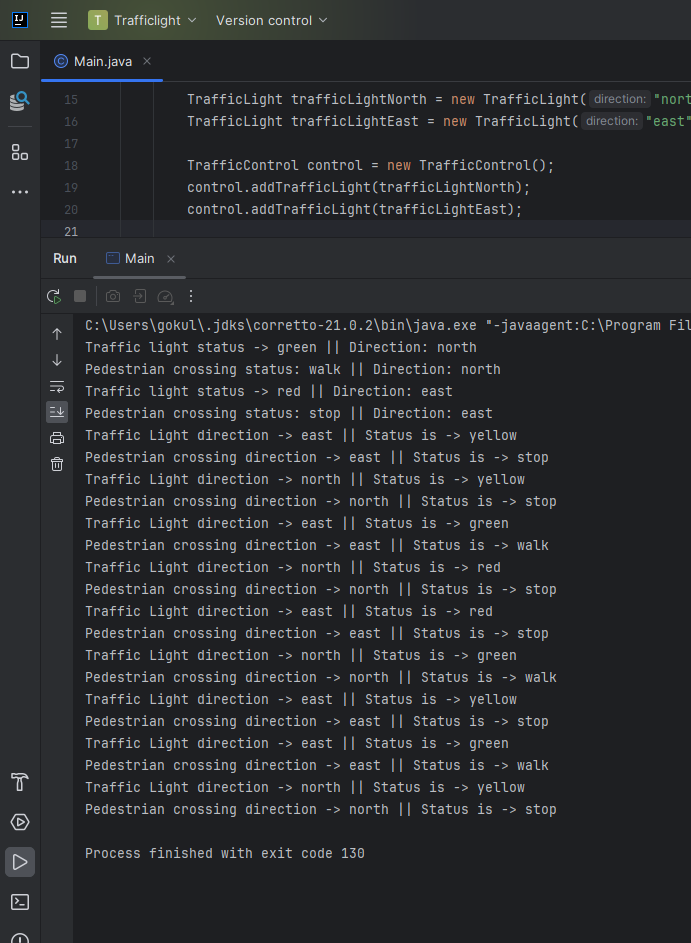 T Trafficlight Version control
Main.java
15 TrafficLight trafficLightNorth = new TrafficLight( direction: "nort
16 TrafficLight trafficLightEast = new TrafficLight( direction: "east"
17
18 TrafficControl control = new TrafficControl();
19 control.addTrafficLight(trafficLightNorth);
20 control.addTrafficLight(trafficLightEast);
21
Run Main
C:\Users\gokul\.jdks\corretto-21.0.2\bin\java.exe "-javaagent:C:\Program Fil
Traffic light status -> green || Direction: north
Pedestrian crossing status: walk || Direction: north
Traffic light status -> red || Direction: east
Pedestrian crossing status: stop || Direction: east
Traffic Light direction -> east || Status is -> yellow
Pedestrian crossing direction -> east || Status is -> stop
Traffic Light direction -> north || Status is -> yellow
Pedestrian crossing direction -> north || Status is -> stop
Traffic Light direction -> east || Status is -> green
Pedestrian crossing direction -> east || Status is -> walk
Traffic Light direction -> north || Status is -> red
Pedestrian crossing direction -> north || Status is -> stop
Traffic Light direction -> east || Status is -> red
Pedestrian crossing direction -> east || Status is -> stop
Traffic Light direction -> north || Status is -> green
Pedestrian crossing direction -> north || Status is -> walk
Traffic Light direction -> east || Status is -> yellow
Pedestrian crossing direction -> east || Status is -> stop
Traffic Light direction -> east || Status is -> green
Pedestrian crossing direction -> east || Status is -> walk
Traffic Light direction -> north || Status is -> yellow
Pedestrian crossing direction -> north || Status is -> stop
Process finished with exit code 130